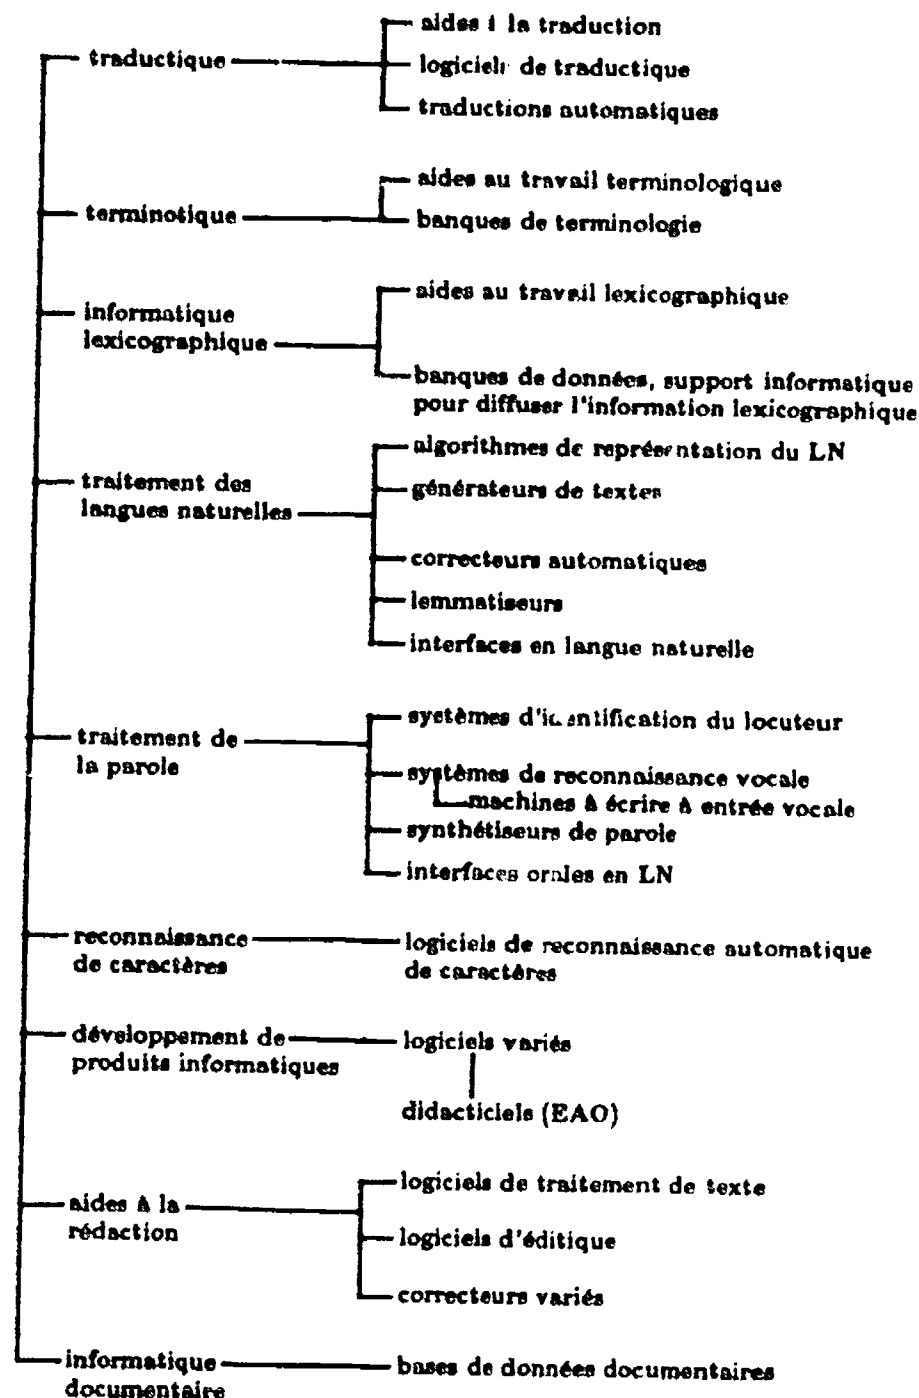 aides à la traduction
traductique
logiciels de traductique
traductions automatiques
aides au travail terminologique
terminotique
banques de terminologie
aides au travail lexicographique
informatique
lexicographique
banques de données, support informatique
pour diffuser l'information lexicographique
algorithmes de représentation du LN
traitement des
langues naturelles
générateurs de textes
correcteurs automatiques
lemmatiseurs
interfaces en langue naturelle
systèmes d'identification du locuteur
traitement de
la parole
systèmes de reconnaissance vocale
machines à écrire à entrée vocale
synthétiseurs de parole
interfaces orales en LN
reconnaissance
de caractères
logiciels de reconnaissance automatique
de caractères
développement de
produits informatiques
logiciels variés
didacticiels (EAO)
logiciels de traitement de texte
aides à la
rédaction
logiciels d'éditique
correcteurs variés
informatique
documentaire
bases de données documentaires